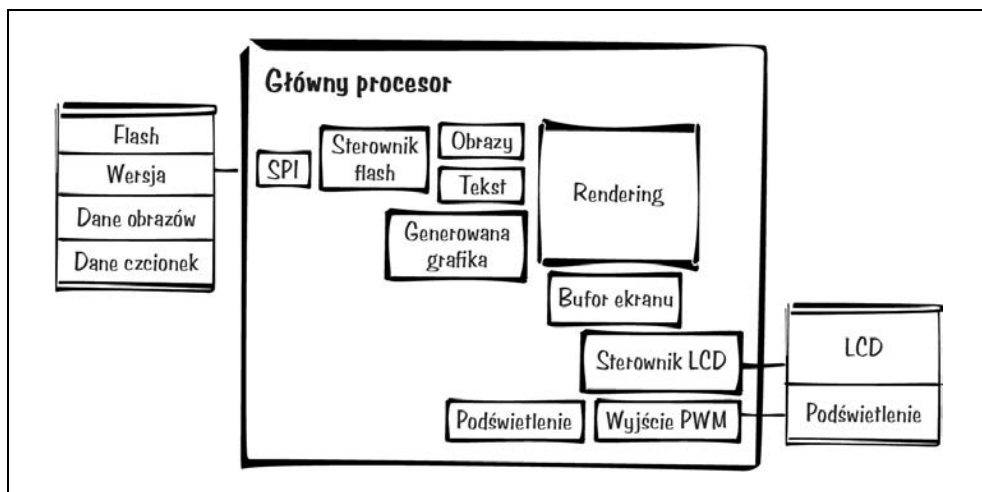 Główny procesor
Flash
Wersja
Dane obrazów
Dane czcionek
SPI
Sterownik
flash
Obrazy
Tekst
Generowana
grafika
Rendering
Bufor ekranu
Sterownik LCD
Podświetlenie
Wyjście PWM
LCD
Podświetlenie